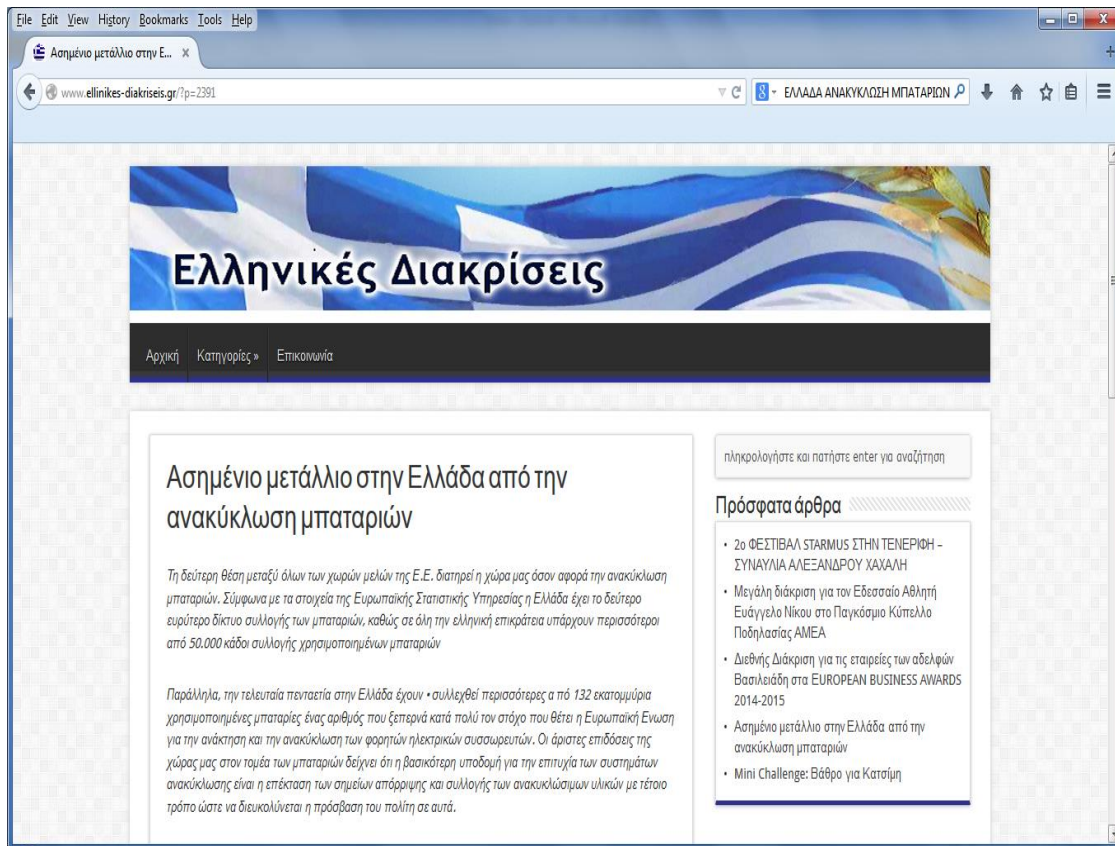 File Edit View History Bookmarks Tools Help
Ασημένιο μετάλλιο στην Ε... ×
www.ellinikes-diakriseis.gr/?p=2391
ΕΛΛΑΔΑ ΑΝΑΚΥΚΛΩΣΗ ΜΠΑΤΑΡΙΩΝ
Ελληνικές Διακρίσεις
Αρχική Κατηγορίες » Επικοινωνία
Ασημένιο μετάλλιο στην Ελλάδα από την
ανακύκλωση μπαταριών
Τη δεύτερη θέση μεταξύ όλων των χωρών μελών της Ε.Ε. διατηρεί η χώρα μας όσον αφορά την ανακύκλωση
μπαταριών. Σύμφωνα με τα στοιχεία της Ευρωπαϊκής Στατιστικής Υπηρεσίας η Ελλάδα έχει το δεύτερο
ευρύτερο δίκτυο συλλογής των μπαταριών, καθώς σε όλη την ελληνική επικράτεια υπάρχουν περισσότεροι
από 50.000 κάδοι συλλογής χρησιμοποιημένων μπαταριών
Παράλληλα, την τελευταία πενταετία στην Ελλάδα έχουν • συλλεχθεί περισσότερες α πό 132 εκατομμύρια
χρησιμοποιημένες μπαταρίες ένας αριθμός που ξεπερνά κατά πολύ τον στόχο που θέτει η Ευρωπαϊκή Ενωση
για την ανάκτηση και την ανακύκλωση των φορητών ηλεκτρικών συσσωρευτών. Οι άριστες επιδόσεις της
χώρας μας στον τομέα των μπαταριών δείχνει ότι η βασικότερη υποδομή για την επιτυχία των συστημάτων
ανακύκλωσης είναι η επέκταση των σημείων απόρριψης και συλλογής των ανακυκλώσιμων υλικών με τέτοιο
τρόπο ώστε να διευκολύνεται η πρόσβαση του πολίτη σε αυτά.
πληκρολογήστε και πατήστε enter για αναζήτηση
Πρόσφατα άρθρα
• 2ο ΦΕΣΤΙΒΑΛ STARMUS ΣΤΗΝ ΤΕΝΕΡΙΦΗ –
ΣΥΝΑΥΛΙΑ ΑΛΕΞΑΝΔΡΟΥ ΧΑΧΑΛΗ
• Μεγάλη διάκριση για τον Εδεσσαίο Αθλητή
Ευάγγελο Νίκου στο Παγκόσμιο Κύπελλο
Ποδηλασίας ΑΜΕΑ
• Διεθνής Διάκριση για τις εταιρείες των αδελφών
Βασιλειάδη στα EUROPEAN BUSINESS AWARDS
2014-2015
• Ασημένιο μετάλλιο στην Ελλάδα από την
ανακύκλωση μπαταριών
• Mini Challenge: Βάθρο για Κατσίμη